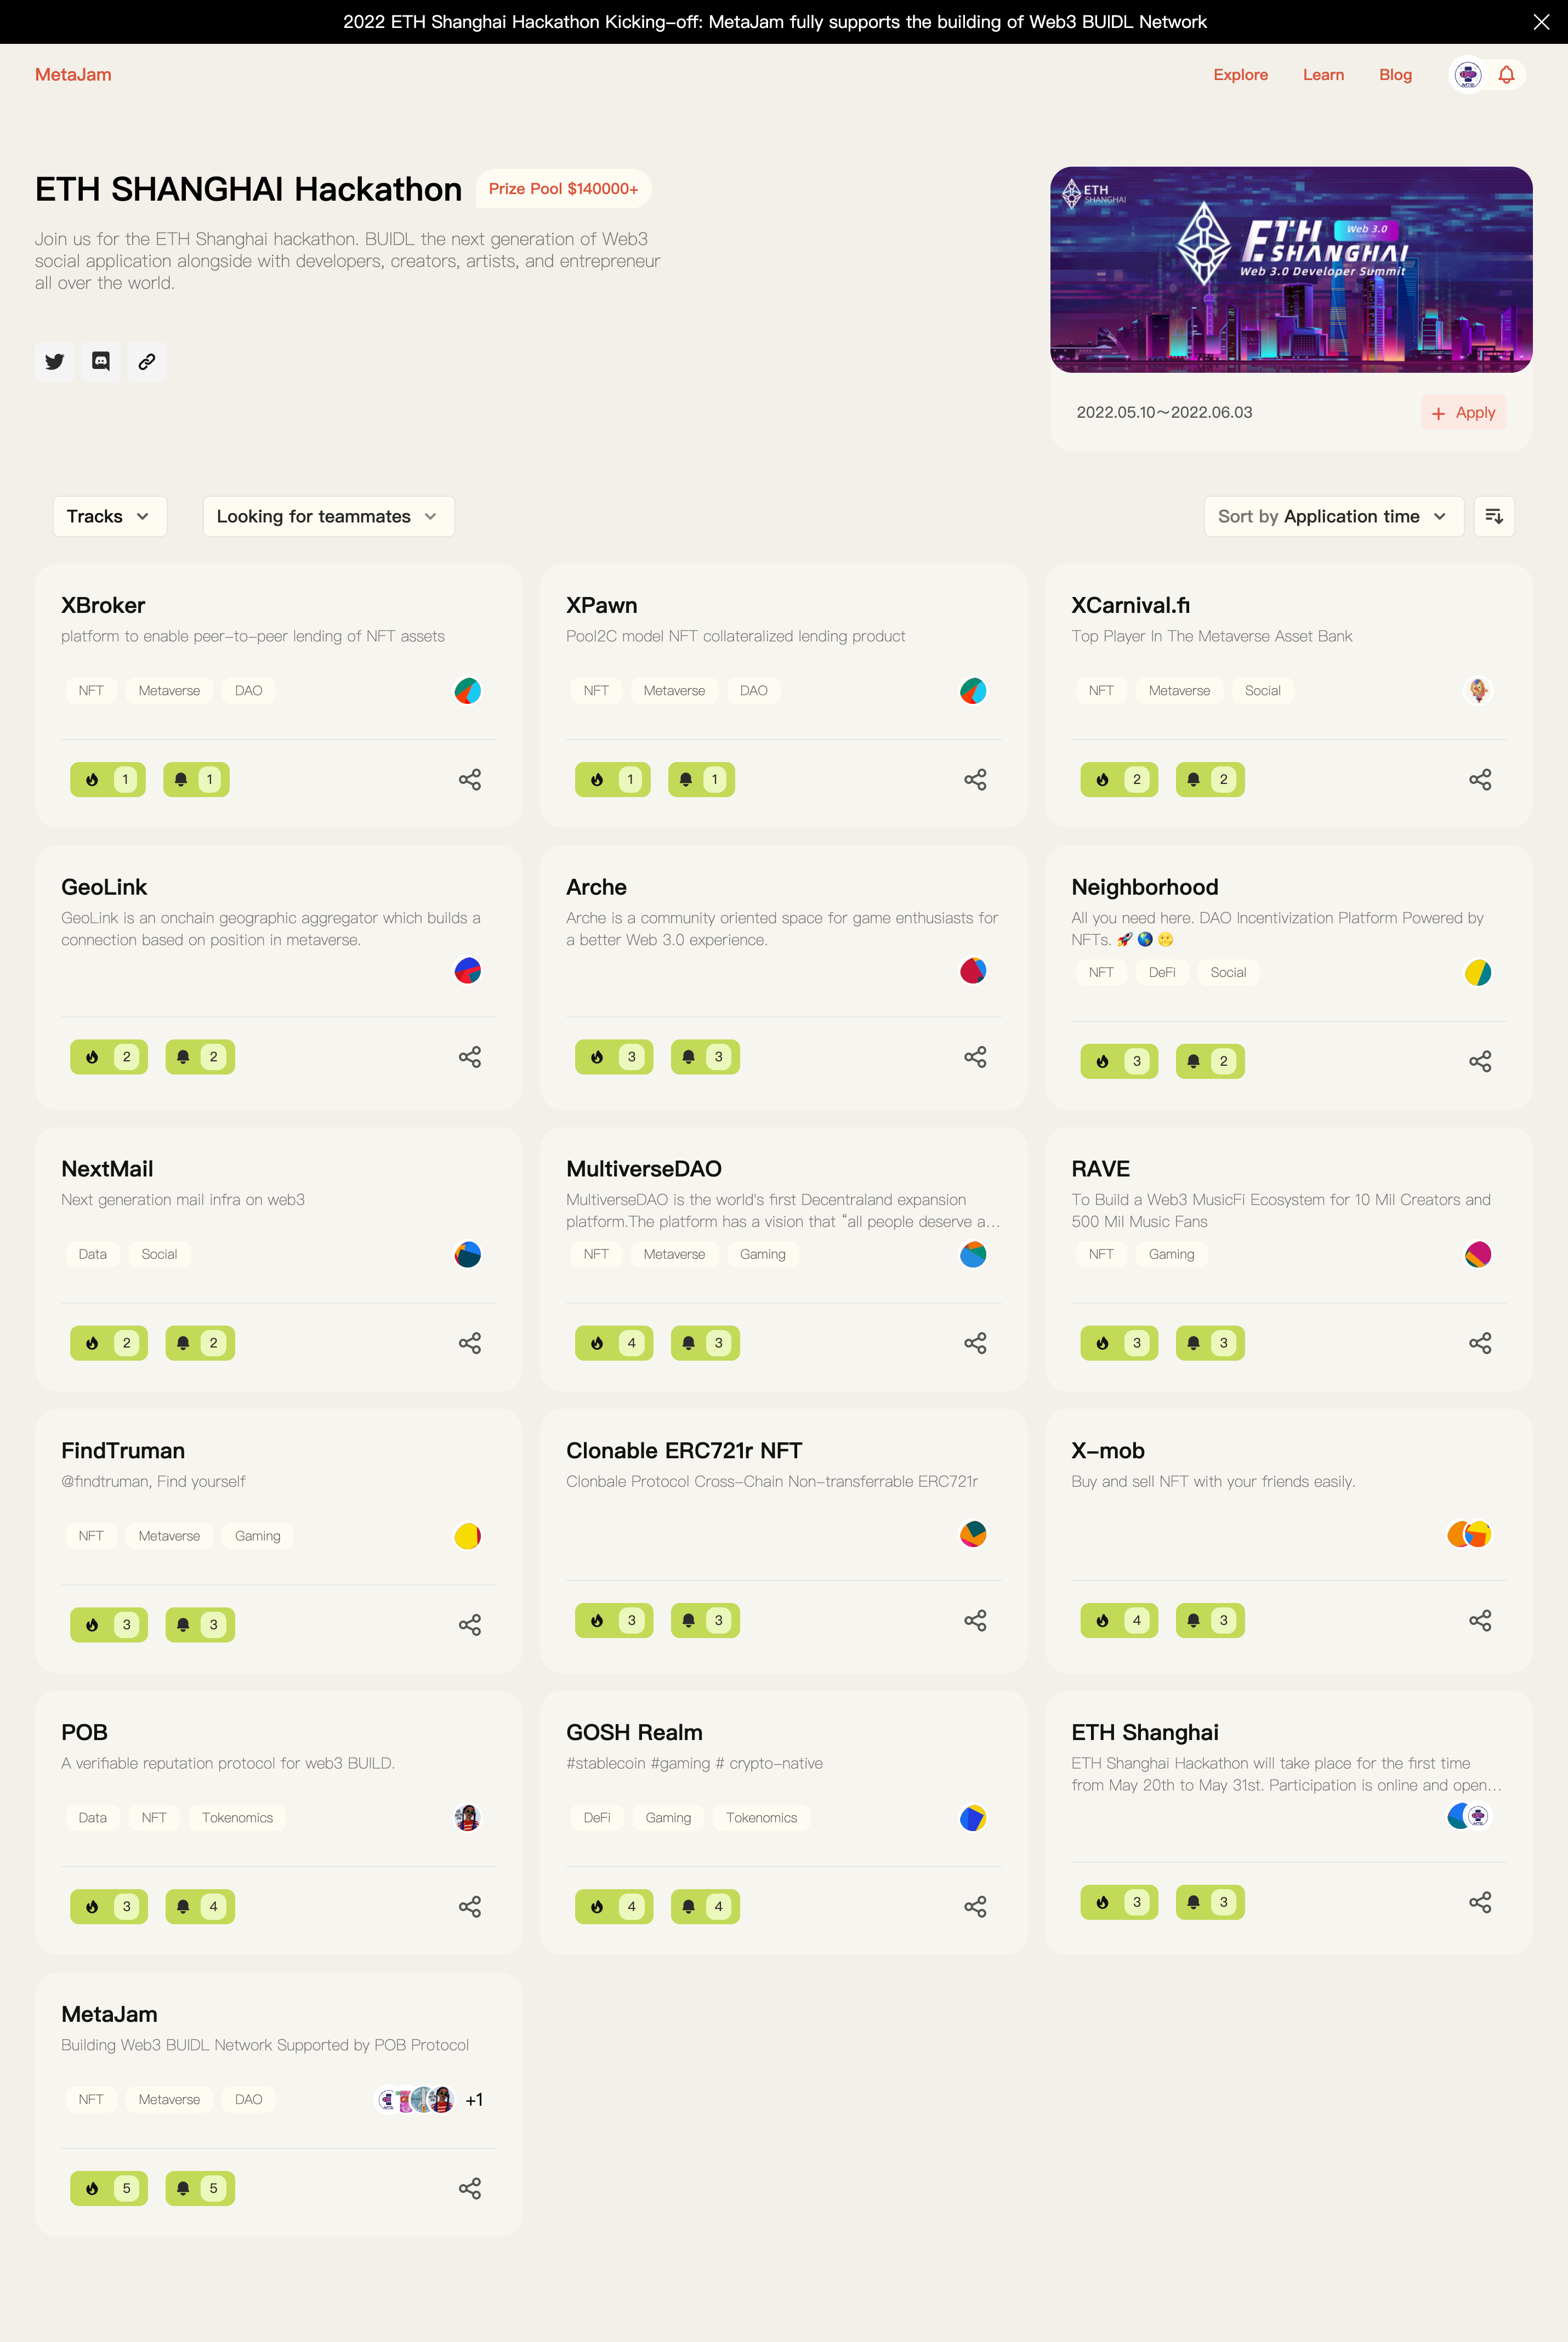 2022 ETH Shanghai Hackathon Kicking-off: MetaJam fully supports the building of Web3 BUIDL Network
MetaJam
Explore
Learn
Blog
ETH SHANGHAI Hackathon
Prize Pool $140000+
Join us for the ETH Shanghai hackathon. BUIDL the next generation of Web3
social application alongside with developers, creators, artists, and entrepreneur
all over the world.
ETH
SHANGHAI
Web 3.0
ETH
SHANGHAI
Web 3.0 Developer Summit
2022.05.10～2022.06.03
+ Apply
Tracks
Looking for teammates
Sort by Application time
XBroker
platform to enable peer-to-peer lending of NFT assets
NFT Metaverse DAO
1 1
XPawn
Pool2C model NFT collateralized lending product
NFT Metaverse DAO
1 1
XCarnival.fi
Top Player In The Metaverse Asset Bank
NFT Metaverse Social
2 2
GeoLink
GeoLink is an onchain geographic aggregator which builds a
connection based on position in metaverse.
2 2
Arche
Arche is a community oriented space for game enthusiasts for
a better Web 3.0 experience.
3 3
Neighborhood
All you need here. DAO Incentivization Platform Powered by
NFTs. 🚀 🌎 🌝
NFT DeFi Social
3 2
NextMail
Next generation mail infra on web3
Data Social
2 2
MultiverseDAO
MultiverseDAO is the world's first Decentraland expansion
platform.The platform has a vision that “all people deserve a...
NFT Metaverse Gaming
4 3
RAVE
To Build a Web3 MusicFi Ecosystem for 10 Mil Creators and
500 Mil Music Fans
NFT Gaming
3 3
FindTruman
@findtruman, Find yourself
NFT Metaverse Gaming
3 3
Clonable ERC721r NFT
Clonbale Protocol Cross-Chain Non-transferrable ERC721r
3 3
X-mob
Buy and sell NFT with your friends easily.
4 3
POB
A verifiable reputation protocol for web3 BUILD.
Data NFT Tokenomics
3 4
GOSH Realm
#stablecoin #gaming # crypto-native
DeFi Gaming Tokenomics
4 4
ETH Shanghai
ETH Shanghai Hackathon will take place for the first time
from May 20th to May 31st. Participation is online and open...
3 3
MetaJam
Building Web3 BUIDL Network Supported by POB Protocol
NFT Metaverse DAO
+1
5 5